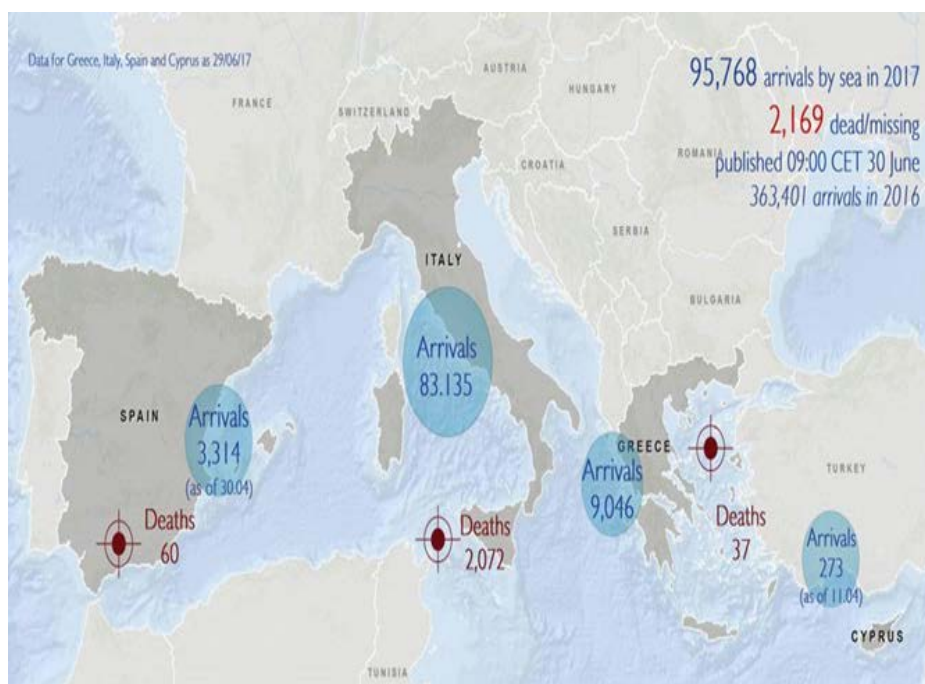 Data for Greece, Italy, Spain and Cyprus as 29/06/17
95,768 arrivals by sea in 2017
2,169 dead/missing
published 09:00 CET 30 June
363,401 arrivals in 2016
AUSTRIA
HUNGARY
FRANCE
SWITZERLAND
ROMANIA
CROATIA
SERBIA
ITALY
BULGARIA
Arrivals
83.135
SPAIN
Arrivals
3,314
(as of 30.04)
GREECE
Arrivals
9,046
TURKEY
Deaths
60
Deaths
2,072
Deaths
37
Arrivals
273
(as of 11.04)
CYPRUS
TUNISIA